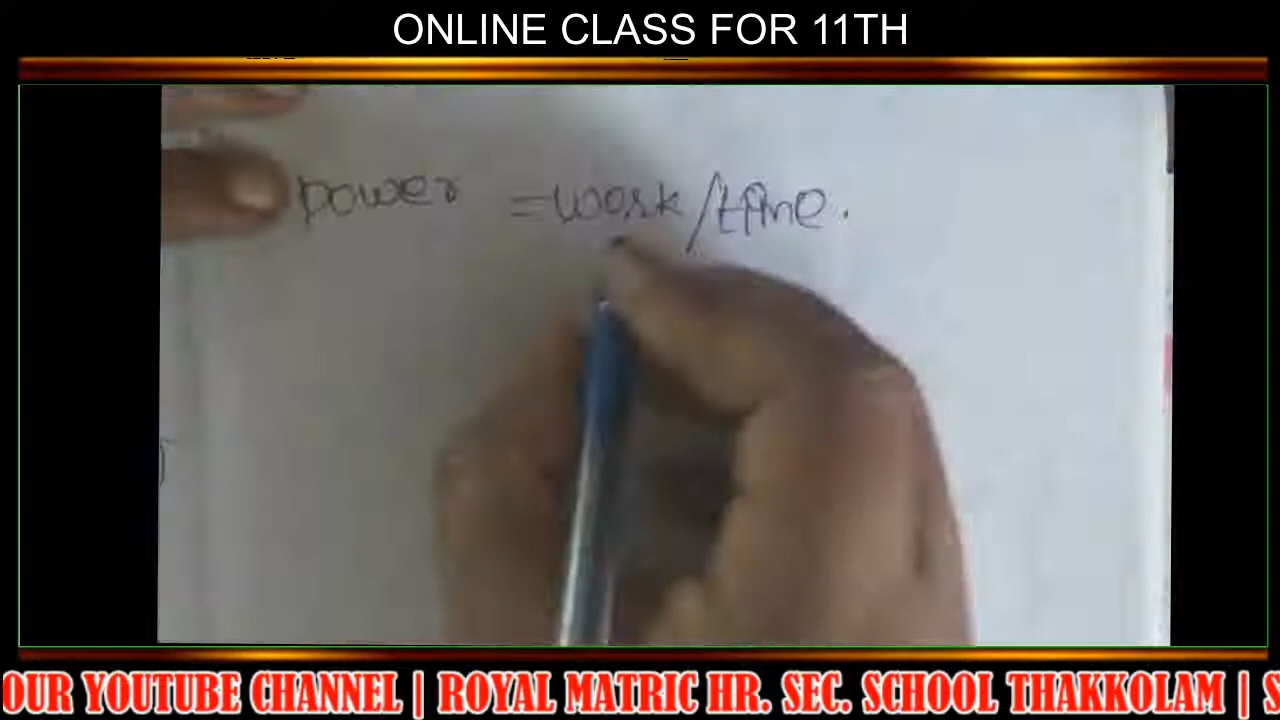 ONLINE CLASS FOR 11TH
power = work/time.
OUR YOUTUBE CHANNEL | ROYAL MATRIC HR. SEC. SCHOOL THAKKOLAM | S